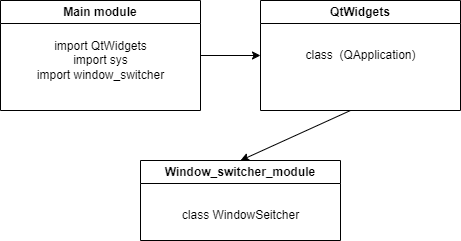 Main module
import QtWidgets
import sys
import window_switcher
QtWidgets
class  (QApplication)
Window_switcher_module
class WindowSeitcher